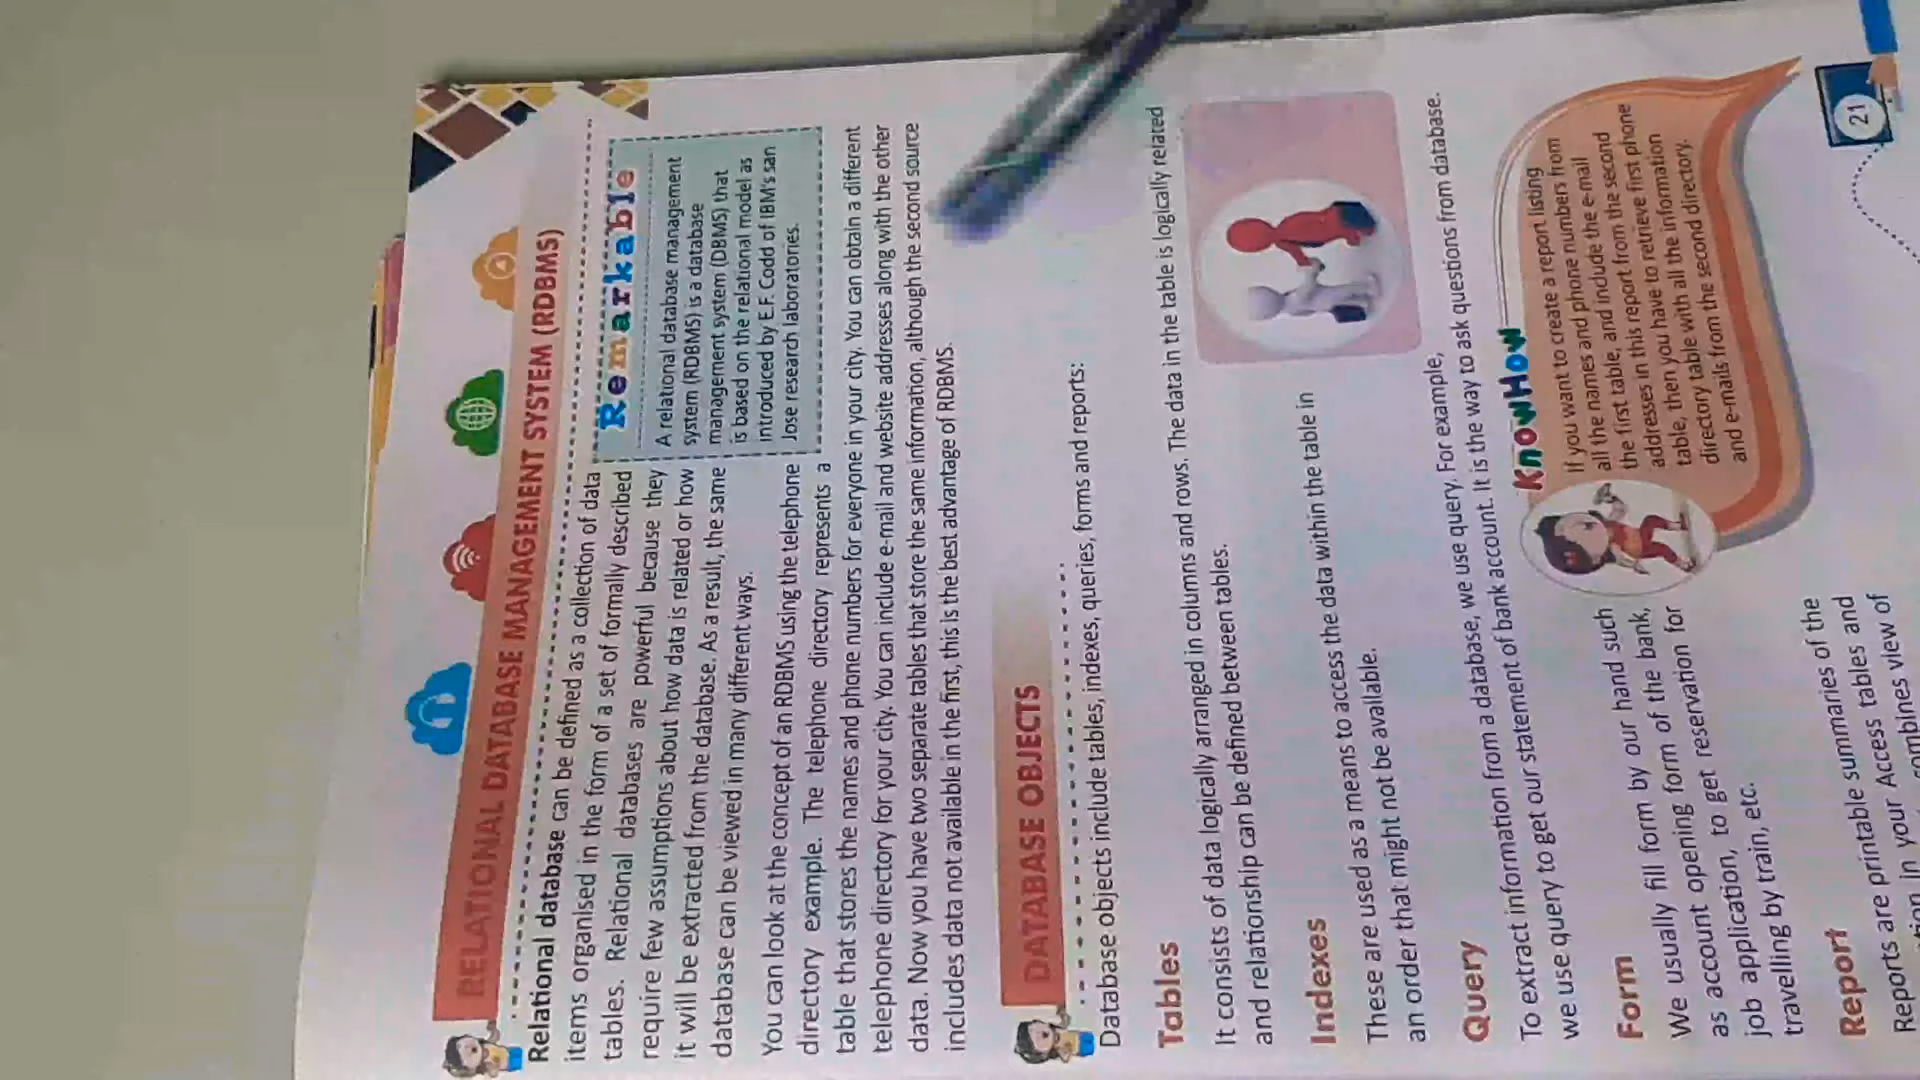 RELATIONAL DATABASE MANAGEMENT SYSTEM (RDBMS)
Relational database can be defined as a collection of data
items organised in the form of a set of formally described
tables. Relational databases are powerful because they
require few assumptions about how data is related or how
it will be extracted from the database. As a result, the same
database can be viewed in many different ways.
Remarkable
A relational database management
system (RDBMS) is a database
management system (DBMS) that
is based on the relational model as
introduced by E.F. Codd of IBM's san
Jose research laboratories.
You can look at the concept of an RDBMS using the telephone
directory example. The telephone directory represents a
table that stores the names and phone numbers for everyone in your city. You can obtain a different
telephone directory for your city. You can include e-mail and website addresses along with the other
data. Now you have two separate tables that store the same information, although the second source
includes data not available in the first, this is the best advantage of RDBMS.
DATABASE OBJECTS
Database objects include tables, indexes, queries, forms and reports:
Tables
It consists of data logically arranged in columns and rows. The data in the table is logically related
and relationship can be defined between tables.
Indexes
These are used as a means to access the data within the table in
an order that might not be available.
Query
To extract information from a database, we use query. For example,
we use query to get our statement of bank account. It is the way to ask questions from database.
Form
We usually fill form by our hand such
as account opening form of the bank,
job application, to get reservation for
travelling by train, etc.
KnowHow
If you want to create a report listing
all the names and phone numbers from
the first table, and include the e-mail
addresses in this report from the second
table, then you have to retrieve first phone
directory table with all the information
and e-mails from the second directory.
Report
Reports are printable summaries of the
in your Access tables and
combines view of
21